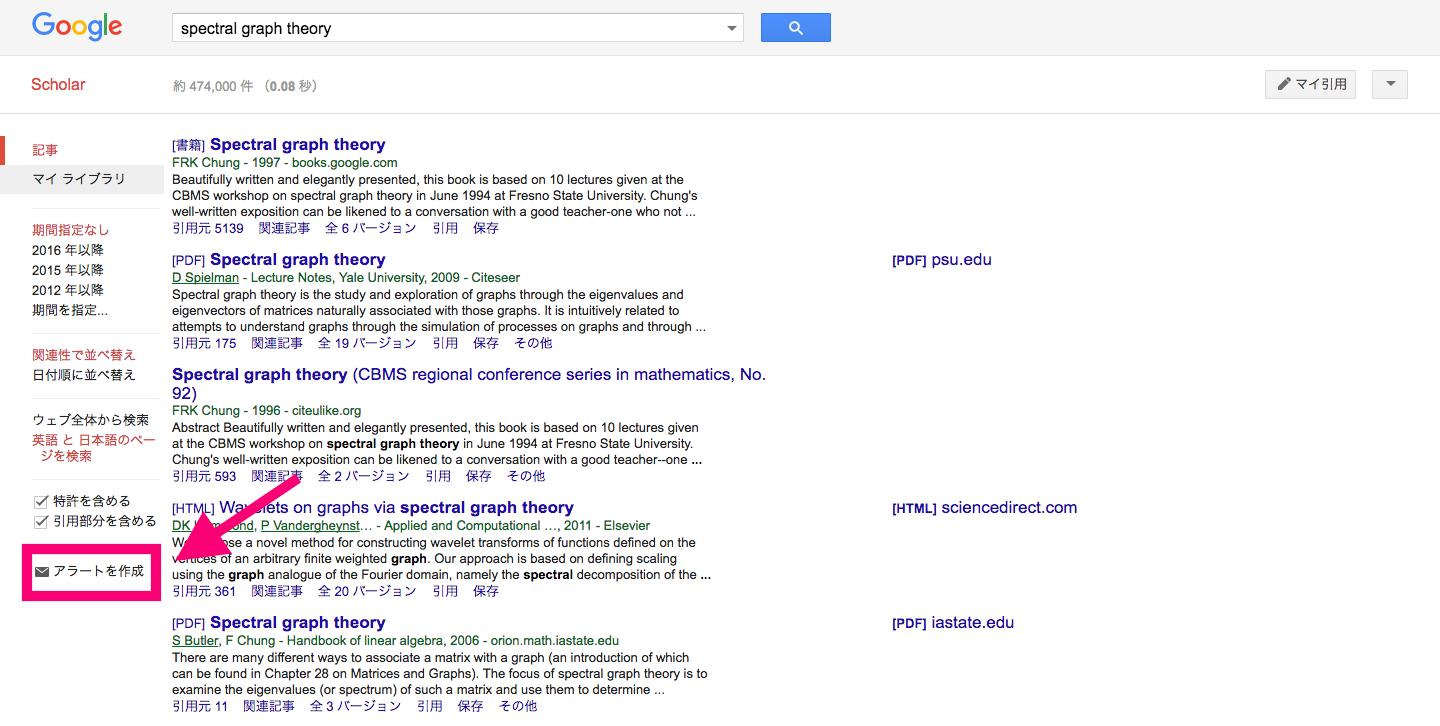 Google
spectral graph theory
Scholar
約 474,000 件 （0.08 秒）
マイ引用
記事
マイ ライブラリ
期間指定なし
2016 年以降
2015 年以降
2012 年以降
期間を指定...
関連性で並べ替え
日付順に並べ替え
ウェブ全体から検索
英語 と 日本語のペー
ジを検索
特許を含める
引用部分を含める
アラートを作成
[書籍] Spectral graph theory
FRK Chung - 1997 - books.google.com
Beautifully written and elegantly presented, this book is based on 10 lectures given at the
CBMS workshop on spectral graph theory in June 1994 at Fresno State University. Chung's
well-written exposition can be likened to a conversation with a good teacher-one who not ...
引用元 5139 関連記事 全 6 バージョン 引用 保存
[PDF] Spectral graph theory
D Spielman - Lecture Notes, Yale University, 2009 - Citeseer
Spectral graph theory is the study and exploration of graphs through the eigenvalues and
eigenvectors of matrices naturally associated with those graphs. It is intuitively related to
attempts to understand graphs through the simulation of processes on graphs and through ...
引用元 175 関連記事 全 19 バージョン 引用 保存 その他
[PDF] psu.edu
Spectral graph theory (CBMS regional conference series in mathematics, No.
92)
FRK Chung - 1996 - citeulike.org
Abstract Beautifully written and elegantly presented, this book is based on 10 lectures given
at the CBMS workshop on spectral graph theory in June 1994 at Fresno State University.
Chung's well-written exposition can be likened to a conversation with a good teacher--one ...
引用元 593 関連記事 全 2 バージョン 引用 保存 その他
[HTML] Wavelets on graphs via spectral graph theory
DK, P Vandergheynst… - Applied and Computational …, 2011 - Elsevier
a novel method for constructing wavelet transforms of functions defined on the
vertices of an arbitrary finite weighted graph. Our approach is based on defining scaling
using the graph analogue of the Fourier domain, namely the spectral decomposition of the ...
引用元 361 関連記事 全 20 バージョン 引用 保存
[HTML] sciencedirect.com
[PDF] Spectral graph theory
S Butler, F Chung - Handbook of linear algebra, 2006 - orion.math.iastate.edu
There are many different ways to associate a matrix with a graph (an introduction of which
can be found in Chapter 28 on Matrices and Graphs). The focus of spectral graph theory is to
examine the eigenvalues (or spectrum) of such a matrix and use them to determine ...
引用元 11 関連記事 全 3 バージョン 引用 保存 その他
[PDF] iastate.edu